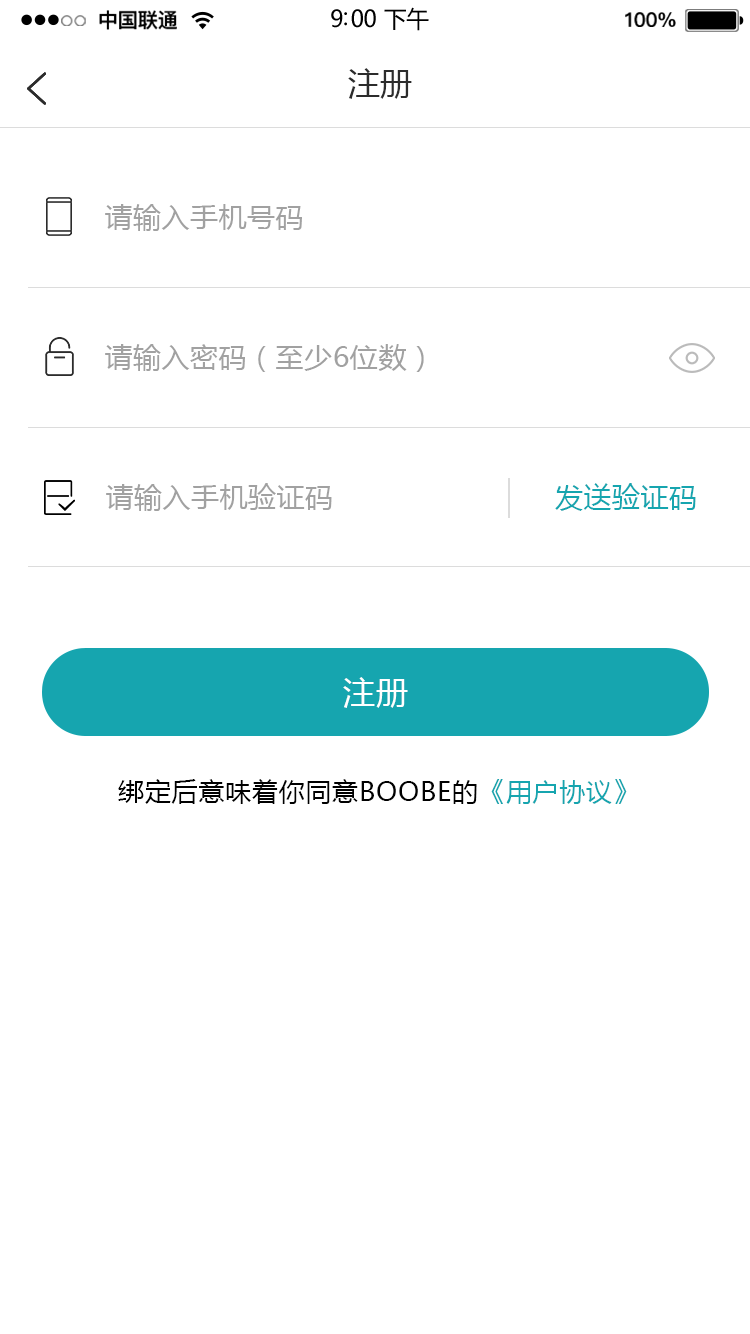 中国联通 9:00 下午 100%
注册
请输入手机号码
请输入密码（至少6位数）
请输入手机验证码 发送验证码
注册
绑定后意味着你同意BOOBE的《用户协议》